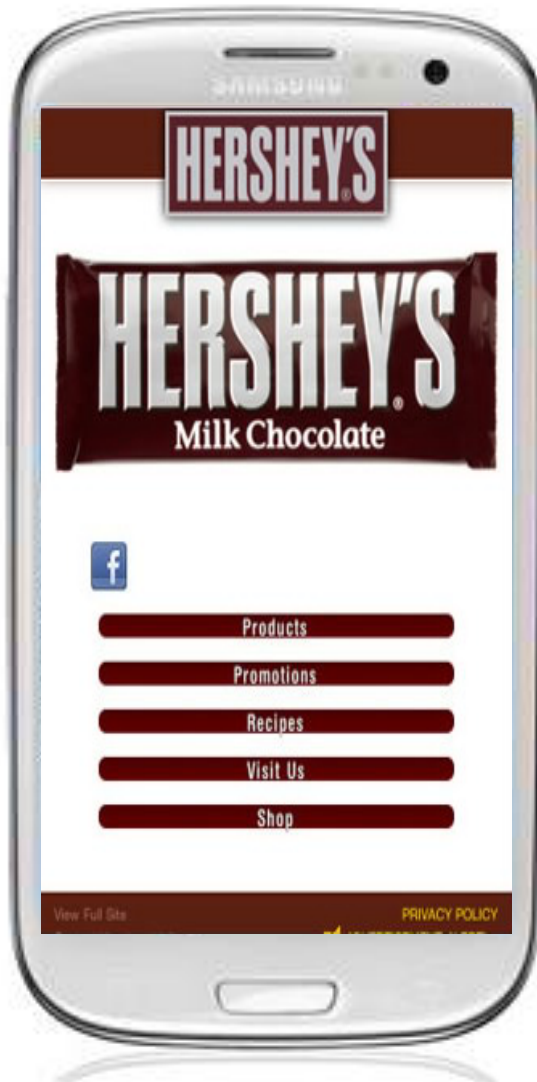 SAMSUNG
HERSHEY'S®
HERSHEY'S®
Milk Chocolate
f
Products
Promotions
Recipes
Visit Us
Shop
View Full Site
PRIVACY POLICY